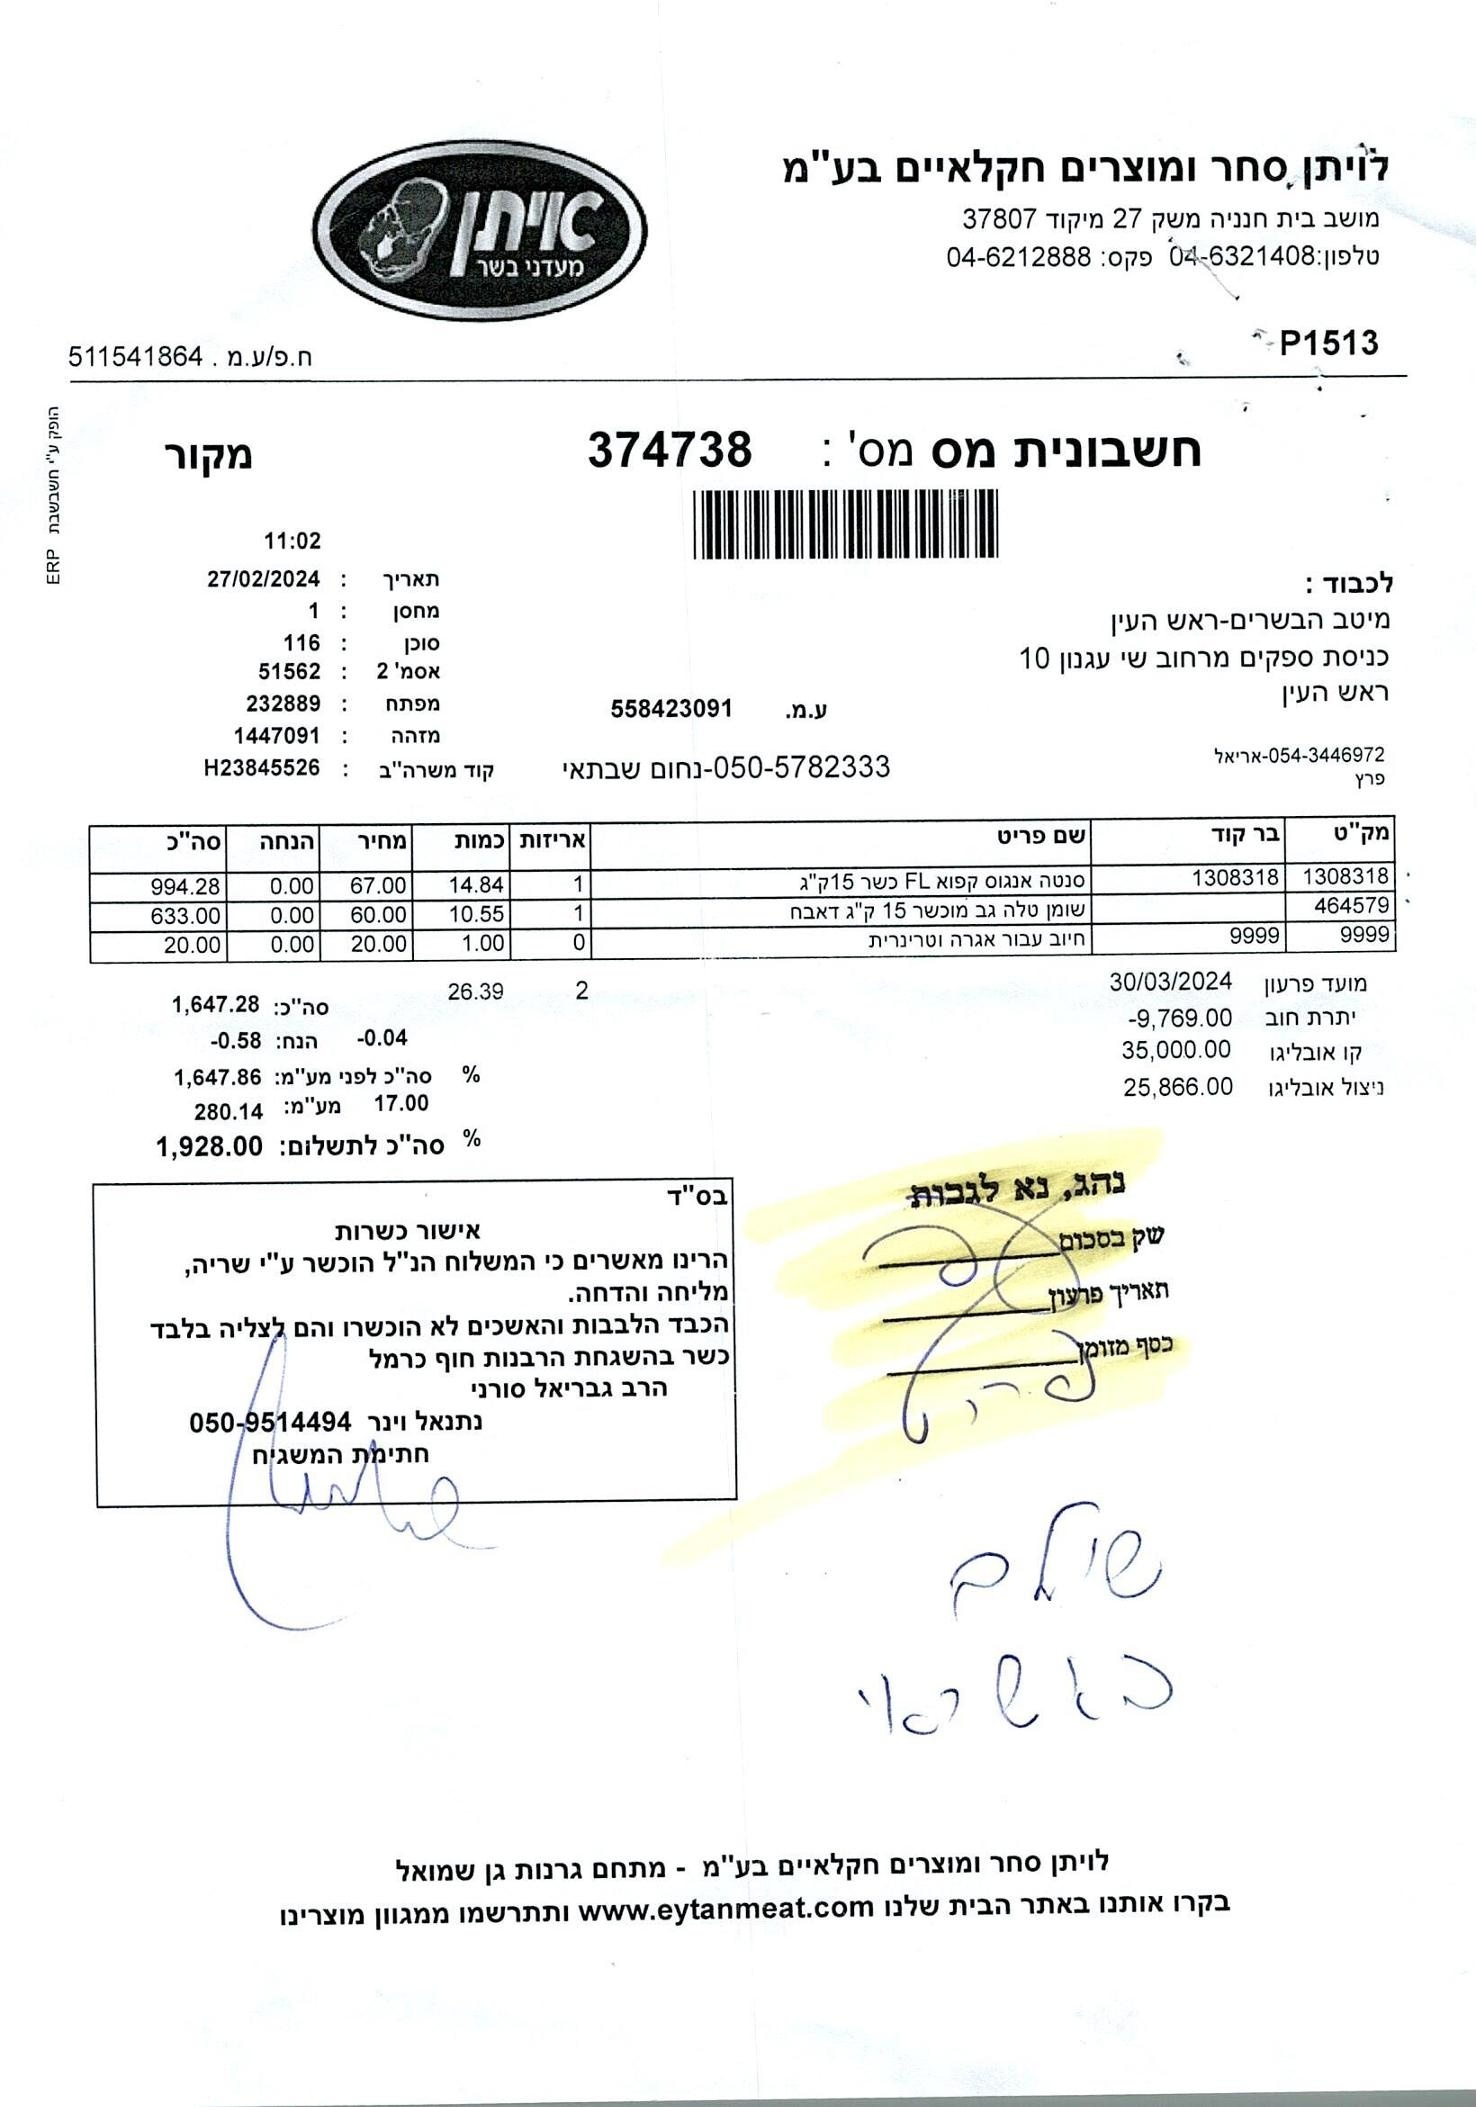 לויתן סחר ומוצרים חקלאיים בע"מ
מושב בית חנניה משק 27 מיקוד 37807
טלפון:04-6321408 פקס: 04-6212888
איתן
מעדני בשר
P1513
ח.פ/ע.מ . 511541864
הופק ע"י חשבשבת ERP
חשבונית מס מס' : 374738
מקור
11:02
תאריך : 27/02/2024
מחסן : 1
סוכן : 116
אסמ' 2 : 51562
מפתח : 232889
מזהה : 1447091
קוד משרה"ב : H23845526
לכבוד :
מיטב הבשרים-ראש העין
כניסת ספקים מרחוב שי עגנון 10
ראש העין
ע.מ. 558423091
054-3446972-אריאל
פרץ
050-5782333-נחום שבתאי
מק"ט בר קוד שם פריט אריזות כמות מחיר הנחה סה"כ
1308318 1308318 סנטה אנגוס קפוא FL כשר 15ק"ג 1 14.84 67.00 0.00 994.28
464579 שומן טלה גב מוכשר 15 ק"ג דאבח 1 10.55 60.00 0.00 633.00
9999 9999 חיוב עבור אגרה וטרינרית 0 1.00 20.00 0.00 20.00
2 26.39
מועד פרעון 30/03/2024
יתרת חוב -9,769.00
קו אובליגו 35,000.00
ניצול אובליגו 25,866.00
סה"כ: 1,647.28
-0.04 הנח: -0.58
% סה"כ לפני מע"מ: 1,647.86
17.00 מע"מ: 280.14
% סה"כ לתשלום: 1,928.00
נהג, נא לגבות
שק בסכום
תאריך פרעון
כסף מזומן
בס"ד
אישור כשרות
הרינו מאשרים כי המשלוח הנ"ל הוכשר ע"י שריה,
מליחה והדחה.
הכבד הלבבות והאשכים לא הוכשרו והם לצליה בלבד
כשר בהשגחת הרבנות חוף כרמל
הרב גבריאל סורני
נתנאל וינר 050-9514494
חתימת המשגיח
שילם
באשראי
לויתן סחר ומוצרים חקלאיים בע"מ - מתחם גרנות גן שמואל
בקרו אותנו באתר הבית שלנו www.eytanmeat.com ותתרשמו ממגוון מוצרינו